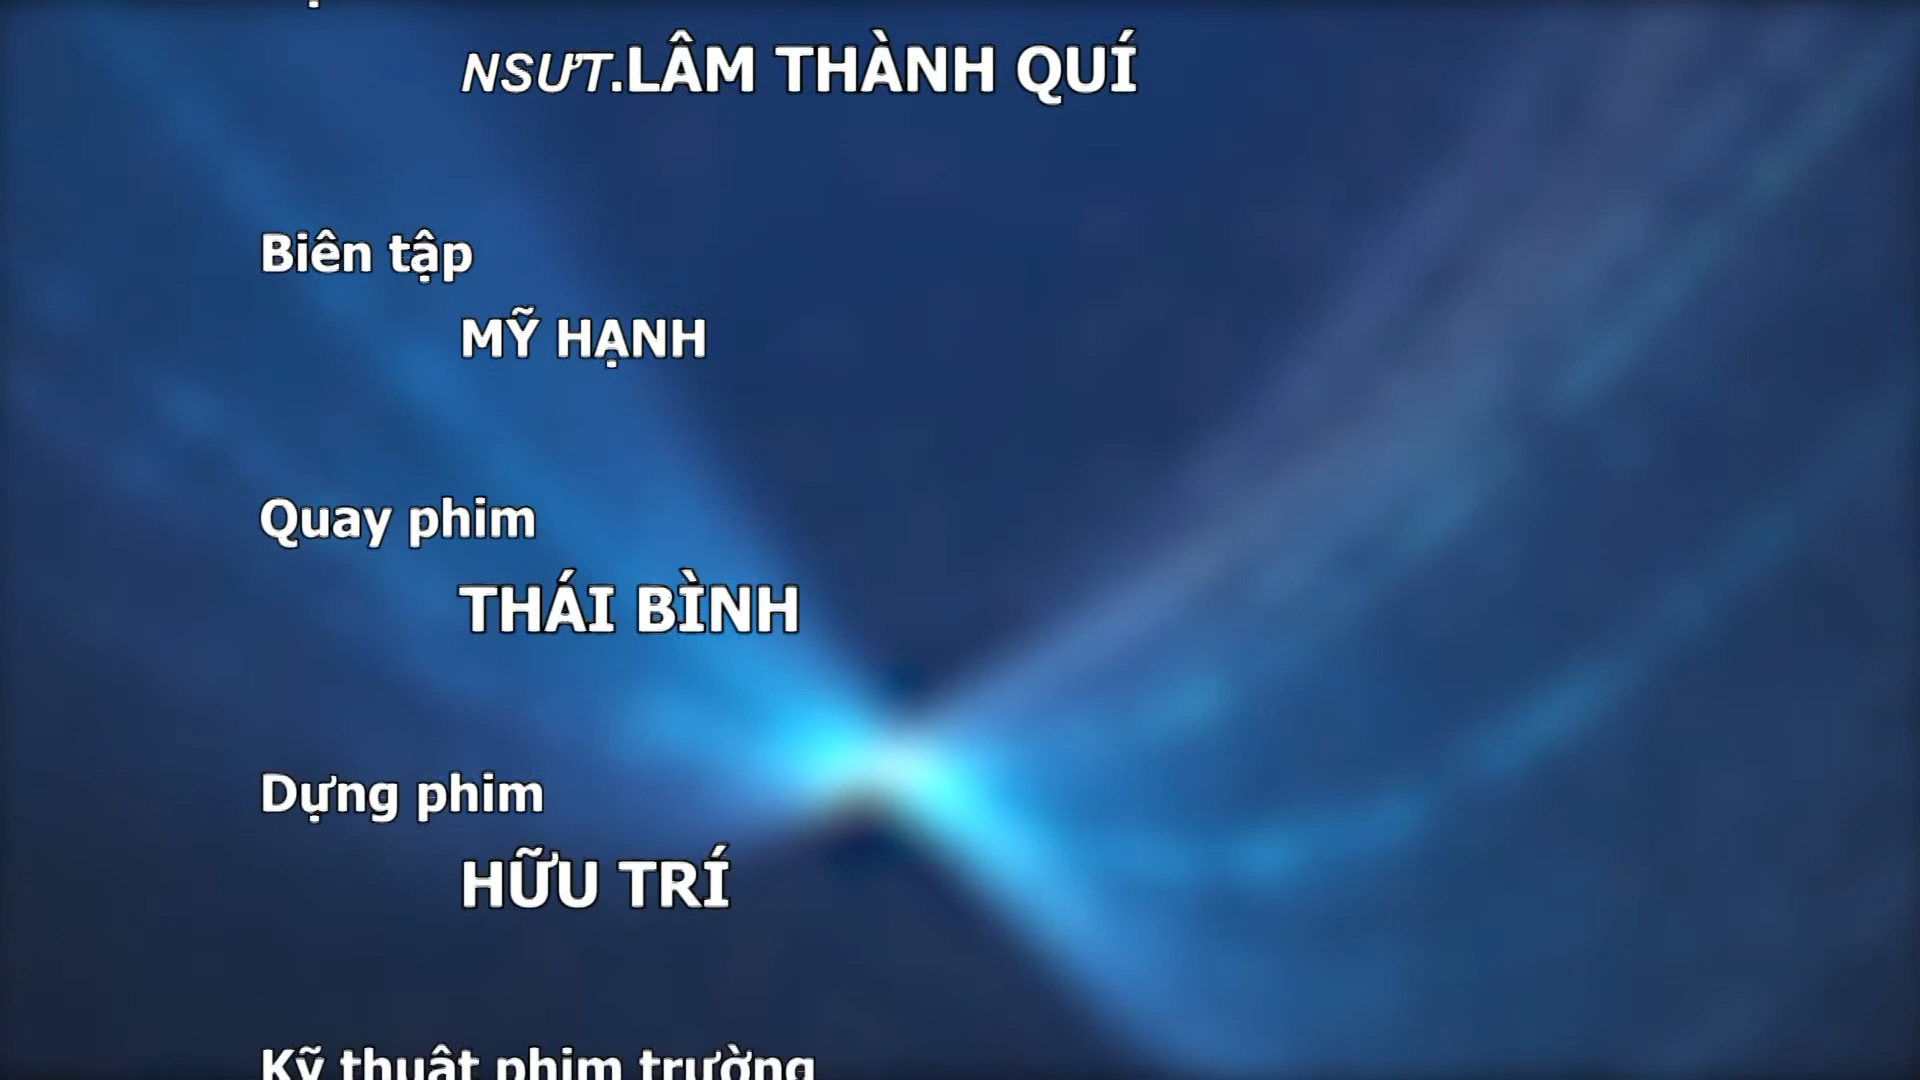 NSƯT.LÂM THÀNH QUÍ
Biên tập
MỸ HẠNH
Quay phim
THÁI BÌNH
Dựng phim
HỮU TRÍ
Kỹ thuật phim trường